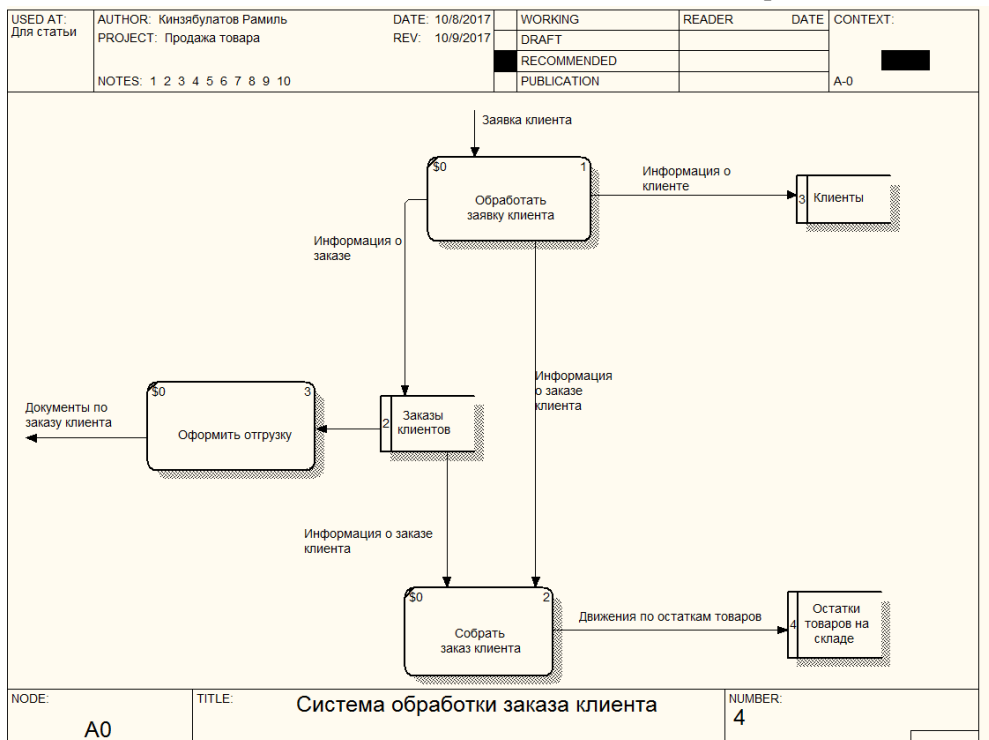 USED AT:
Для статьи
AUTHOR: Кинзябулатов Рамиль
DATE: 10/8/2017
PROJECT: Продажа товара
REV: 10/9/2017
NOTES: 1 2 3 4 5 6 7 8 9 10
WORKING
DRAFT
RECOMMENDED
PUBLICATION
READER
DATE
CONTEXT:
A-0
Заявка клиента
$0
1
Обработать
заявку клиента
Информация о
клиенте
3
Клиенты
Информация о
заказе
Информация
о заказе
клиента
Документы по
заказу клиента
$0
3
Оформить отгрузку
2
Заказы
клиентов
Информация о заказе
клиента
$0
2
Собрать
заказ клиента
Движения по остаткам товаров
4
Остатки
товаров на
складе
NODE:
A0
TITLE:
Система обработки заказа клиента
NUMBER:
4